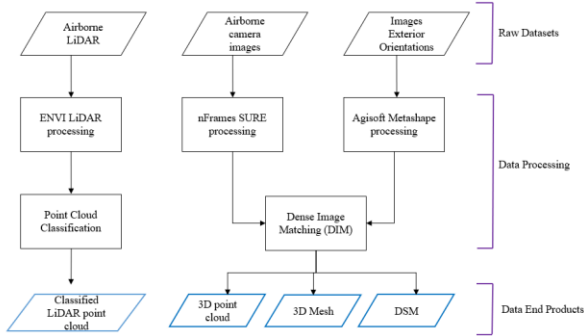 Airborne
LiDAR
Airborne
camera
images
Images
Exterior
Orientations
Raw Datasets
ENVI LiDAR
processing
nFrames SURE
processing
Agisoft Metashape
processing
Data Processing
Point Cloud
Classification
Dense Image
Matching (DIM)
Classified
LiDAR point
cloud
3D point
cloud
3D Mesh
DSM
Data End Products